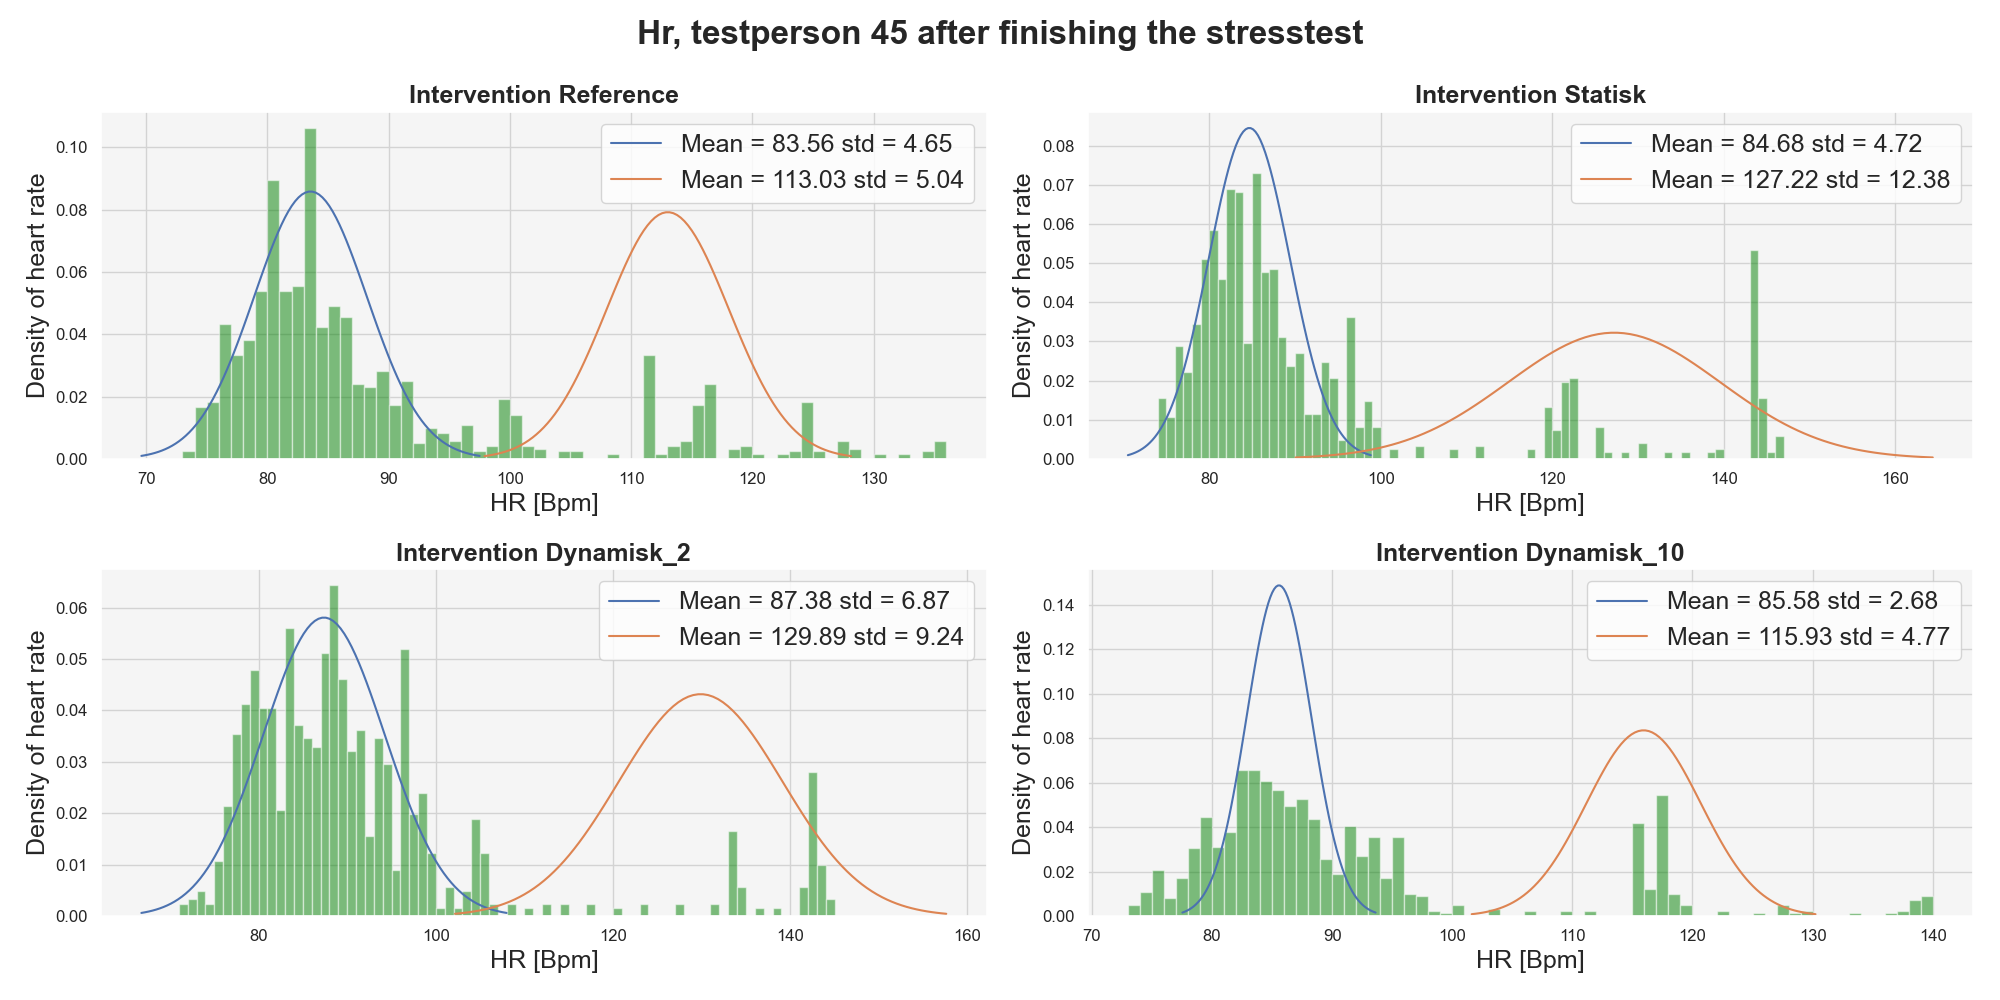 Hr, testperson 45 after finishing the stresstest
Intervention Reference
Mean = 83.56 std = 4.65
Mean = 113.03 std = 5.04
Density of heart rate
0.10
0.08
0.06
0.04
0.02
0.00
70 80 90 100 110 120 130
HR [Bpm]
Intervention Statisk
Mean = 84.68 std = 4.72
Mean = 127.22 std = 12.38
Density of heart rate
0.08
0.07
0.06
0.05
0.04
0.03
0.02
0.01
0.00
80 100 120 140 160
HR [Bpm]
Intervention Dynamisk_2
Mean = 87.38 std = 6.87
Mean = 129.89 std = 9.24
Density of heart rate
0.06
0.05
0.04
0.03
0.02
0.01
0.00
80 100 120 140 160
HR [Bpm]
Intervention Dynamisk_10
Mean = 85.58 std = 2.68
Mean = 115.93 std = 4.77
Density of heart rate
0.14
0.12
0.10
0.08
0.06
0.04
0.02
0.00
70 80 90 100 110 120 130 140
HR [Bpm]